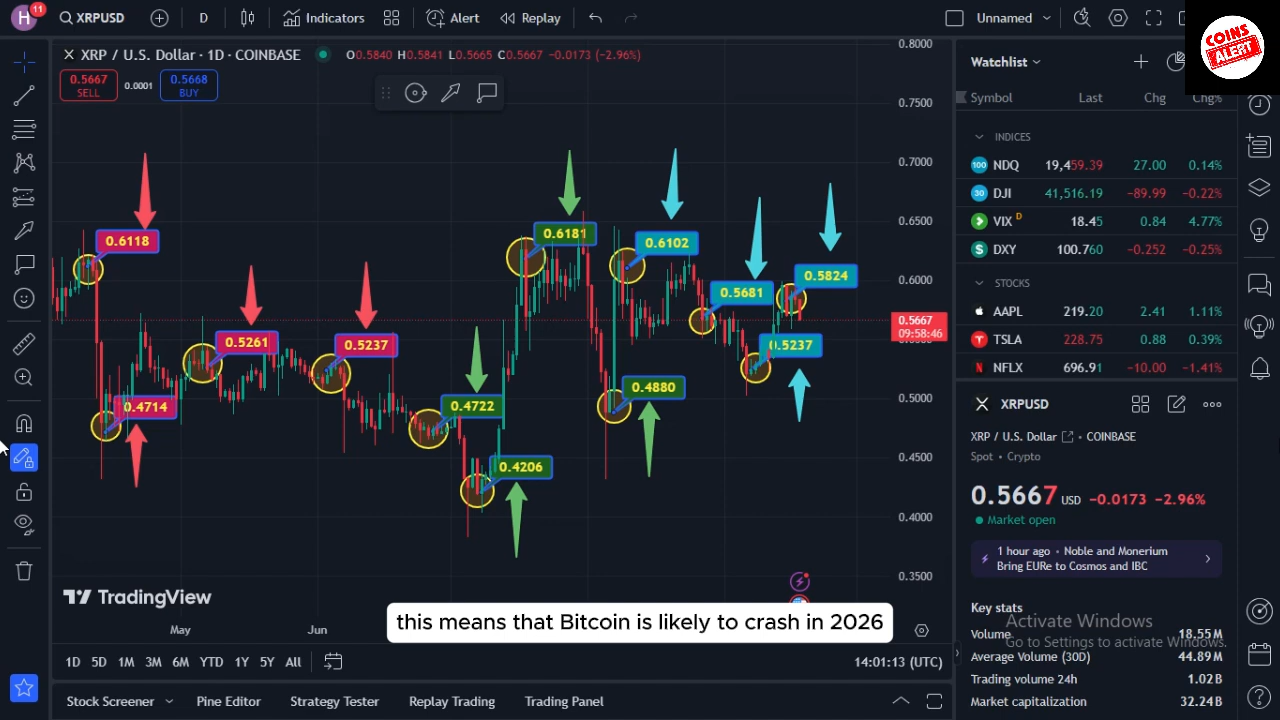 H 11 XRPUSD D Indicators Alert Replay Unnamed
COINS ALERT
XRP / U.S. Dollar · 1D · COINBASE O0.5840 H0.5841 L0.5665 C0.5667 −0.0173 (−2.96%)
0.5667 SELL 0.0001 0.5668 BUY
0.8000
0.7500
0.7000
0.6500
0.6000
0.5667
09:58:46
0.5000
0.4500
0.4000
0.3500
0.6118
0.4714
0.5261
0.5237
0.4722
0.4206
0.6181
0.4880
0.6102
0.5681
0.5237
0.5824
TradingView
May Jun
this means that Bitcoin is likely to crash in 2026
1D 5D 1M 3M 6M YTD 1Y 5Y All 14:01:13 (UTC)
Stock Screener Pine Editor Strategy Tester Replay Trading Trading Panel
Watchlist
Symbol Last Chg Chg%
INDICES
100 NDQ 19,459.39 27.00 0.14%
30 DJI 41,516.19 −89.99 −0.22%
VIX D 18.45 0.84 4.77%
$ DXY 100.760 −0.252 −0.25%
STOCKS
AAPL 219.20 2.41 1.11%
TSLA 228.75 0.88 0.39%
NFLX 696.91 −10.00 −1.41%
XRPUSD
XRP / U.S. Dollar · COINBASE
Spot · Crypto
0.5667 USD −0.0173 −2.96%
Market open
1 hour ago · Noble and Monerium
Bring EURe to Cosmos and IBC
Key stats
Activate Windows
Go to Settings to activate Windows.
Volume 18.55M
Average Volume (30D) 44.89M
Trading volume 24h 1.02B
Market capitalization 32.24B